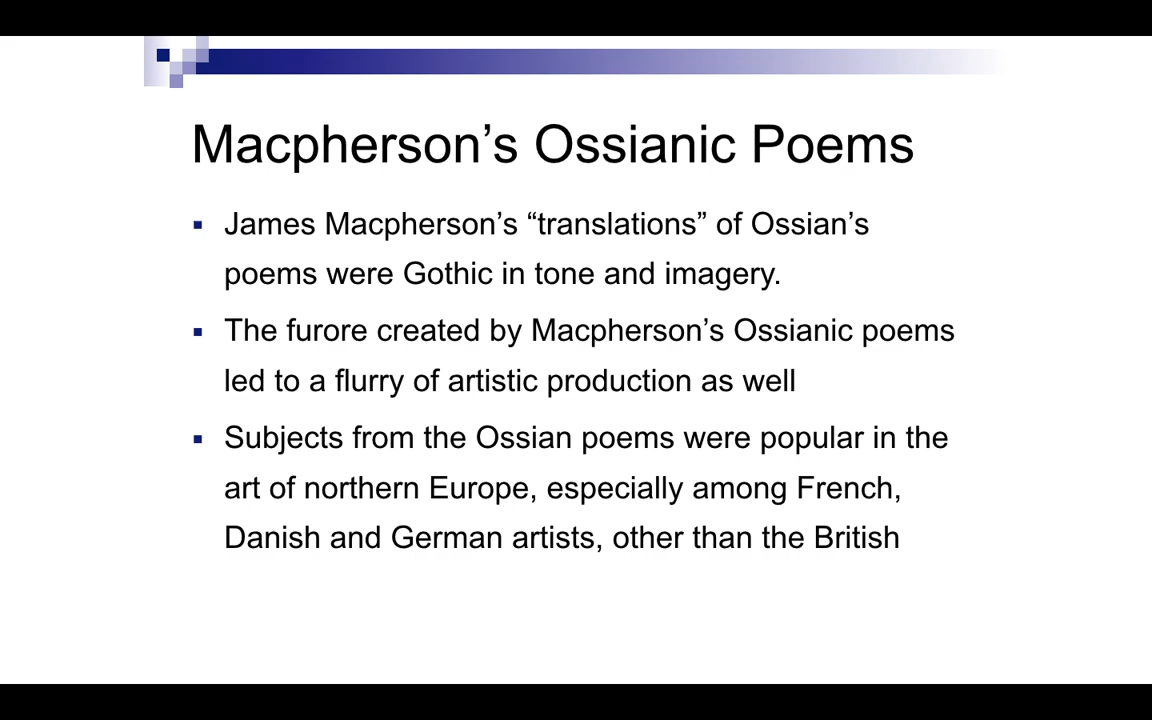 Macpherson’s Ossianic Poems
▪ James Macpherson’s “translations” of Ossian’s
poems were Gothic in tone and imagery.
▪ The furore created by Macpherson’s Ossianic poems
led to a flurry of artistic production as well
▪ Subjects from the Ossian poems were popular in the
art of northern Europe, especially among French,
Danish and German artists, other than the British